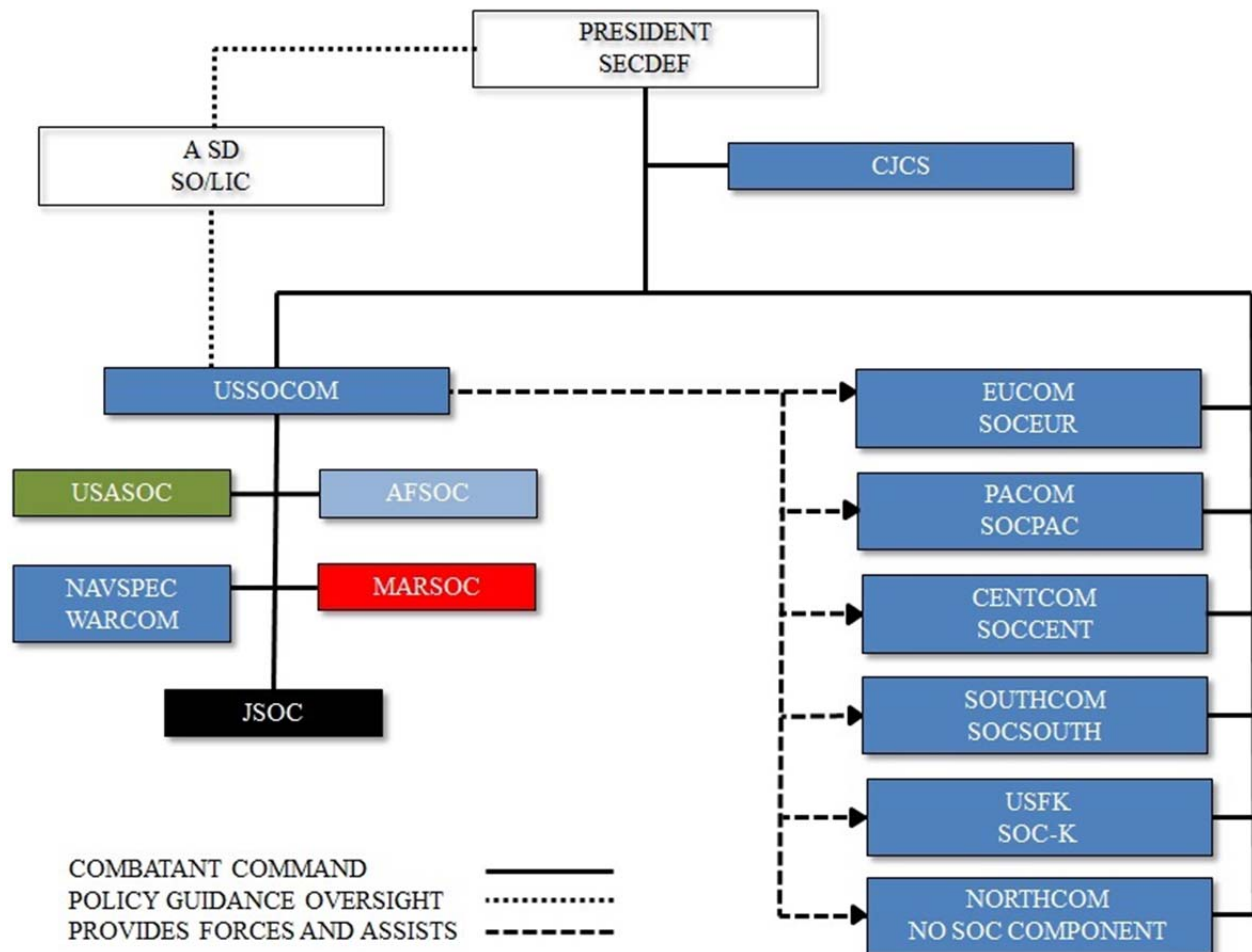 PRESIDENT
SECDEF
A SD
SO/LIC
CJCS
USSOCOM
EUCOM
SOCEUR
USASOC
AFSOC
PACOM
SOCPAC
NAVSPEC
WARCOM
MARSOC
CENTCOM
SOCCENT
JSOC
SOUTHCOM
SOCSOUTH
USFK
SOC-K
NORTHCOM
NO SOC COMPONENT
COMBATANT COMMAND
POLICY GUIDANCE OVERSIGHT
PROVIDES FORCES AND ASSISTS